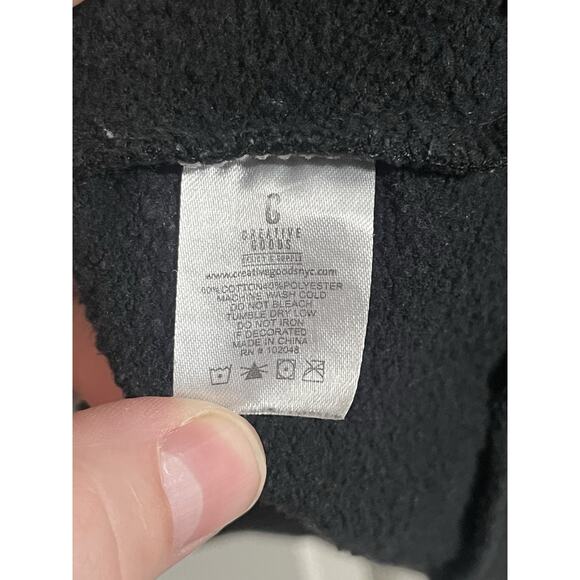 CREATIVE
GOODS
DESIGN & SUPPLY
www.creativegoodsnyc.com
60%COTTON40%POLYESTER
MACHINE WASH COLD
DO NOT BLEACH
TUMBLE DRY LOW
DO NOT IRON
IF DECORATED
MADE IN CHINA
RN # 102048